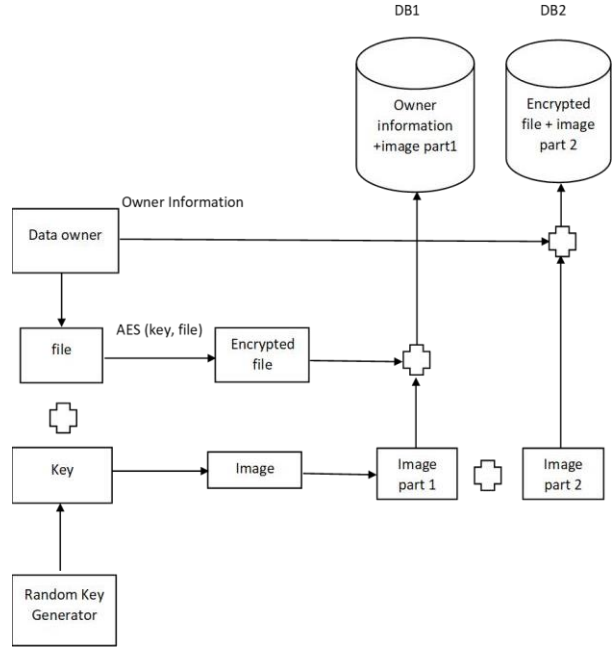 DB1
DB2
Owner
information
+image part1
Encrypted
file + image
part 2
Owner Information
Data owner
AES (key, file)
file
Encrypted
file
Key
Image
Image
part 1
Image
part 2
Random Key
Generator